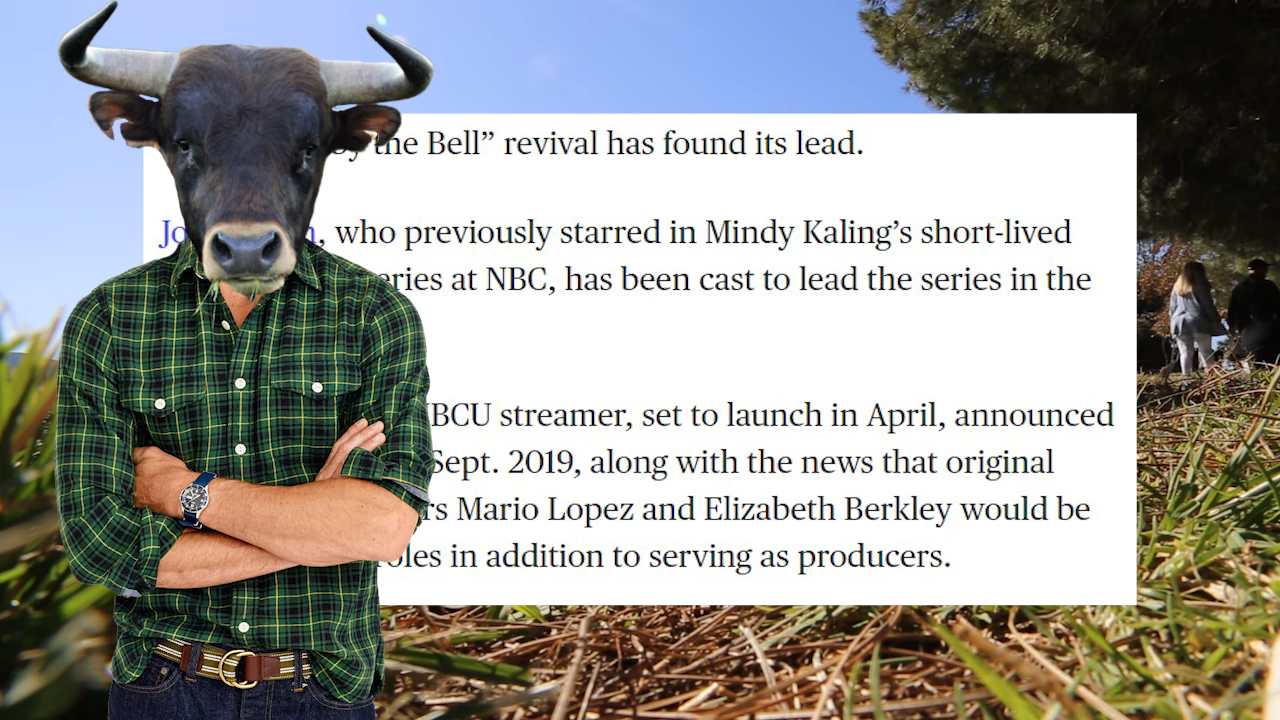 the Bell” revival has found its lead.
Jo , who previously starred in Mindy Kaling’s short-lived
at NBC, has been cast to lead the series in the
streamer, set to launch in April, announced
Sept. 2019, along with the news that original
Mario Lopez and Elizabeth Berkley would be
in addition to serving as producers.